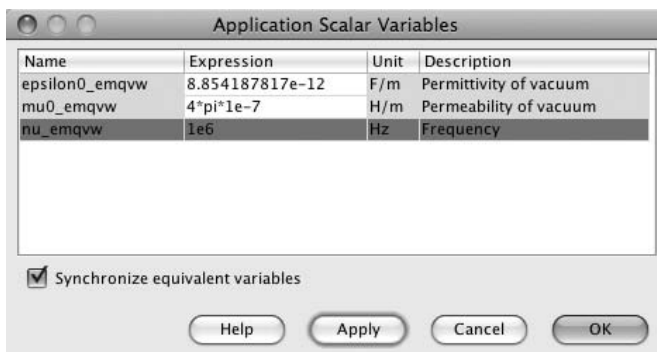 Application Scalar Variables
Name Expression Unit Description
epsilon0_emqvw 8.854187817e-12 F/m Permittivity of vacuum
mu0_emqvw 4*pi*1e-7 H/m Permeability of vacuum
nu_emqvw 1e6 Hz Frequency
Synchronize equivalent variables
Help Apply Cancel OK